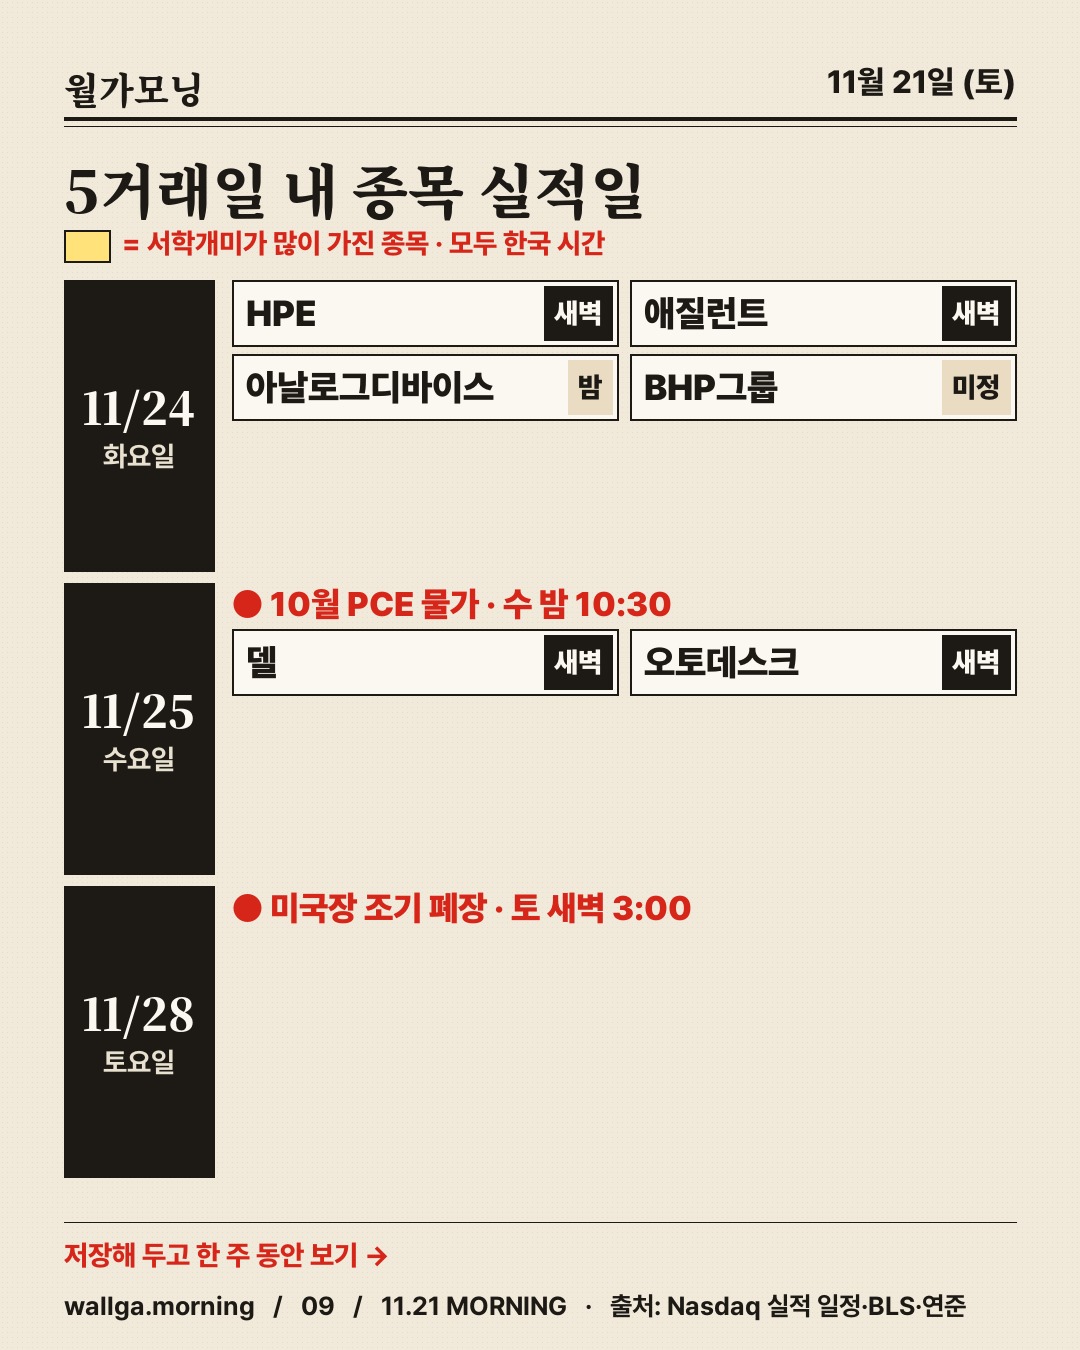 월가모닝
11월 21일 (토)
5거래일 내 종목 실적일
= 서학개미가 많이 가진 종목 · 모두 한국 시간
11/24
화요일
HPE 새벽
애질런트 새벽
아날로그디바이스 밤
BHP그룹 미정
11/25
수요일
● 10월 PCE 물가 · 수 밤 10:30
델 새벽
오토데스크 새벽
11/28
토요일
● 미국장 조기 폐장 · 토 새벽 3:00
저장해 두고 한 주 동안 보기 →
wallga.morning / 09 / 11.21 MORNING · 출처: Nasdaq 실적 일정·BLS·연준